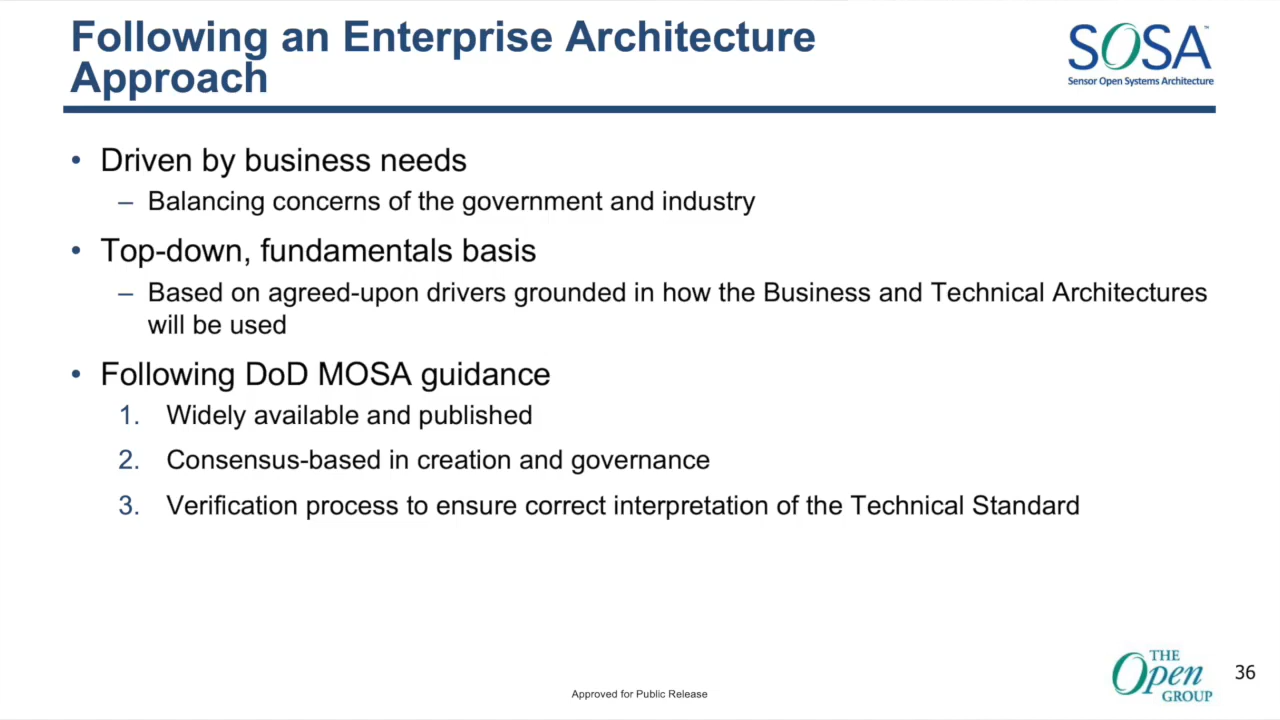 Following an Enterprise Architecture
Approach
SOSA™
Sensor Open Systems Architecture
• Driven by business needs
– Balancing concerns of the government and industry
• Top-down, fundamentals basis
– Based on agreed-upon drivers grounded in how the Business and Technical Architectures
will be used
• Following DoD MOSA guidance
1. Widely available and published
2. Consensus-based in creation and governance
3. Verification process to ensure correct interpretation of the Technical Standard
THE
Open
GROUP
36
Approved for Public Release